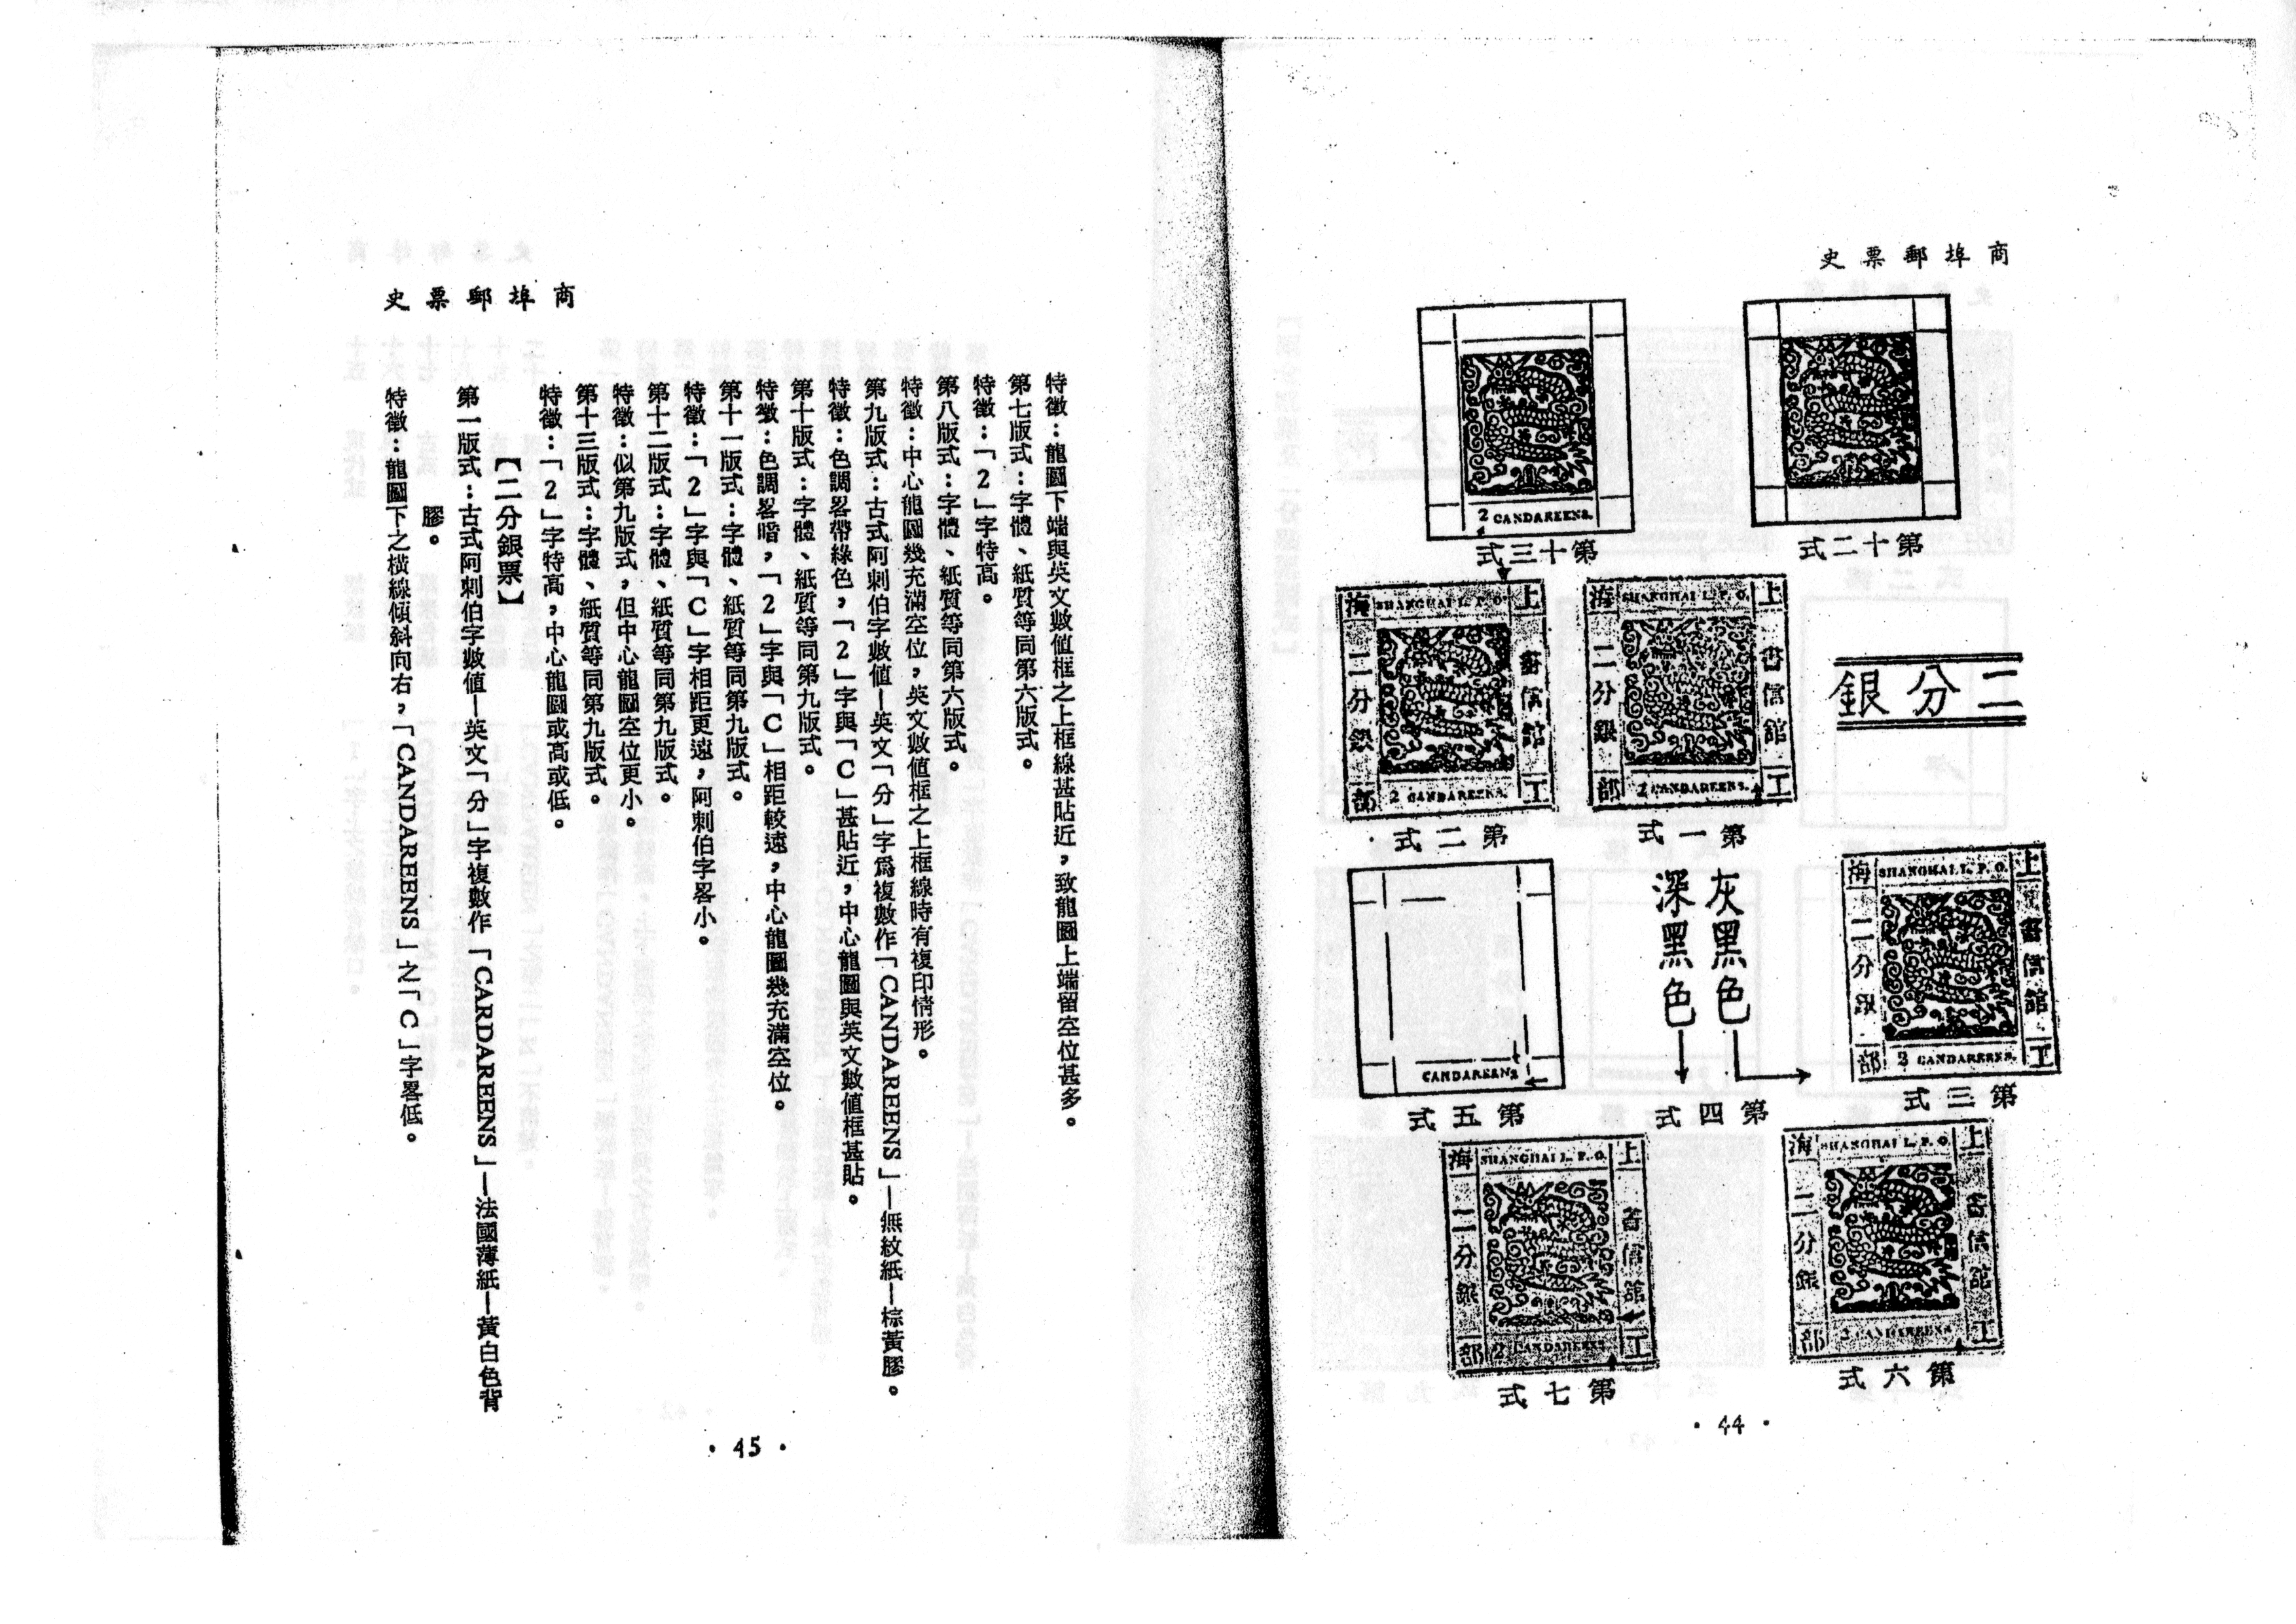 商埠郵票史
第十二式
第十三式
2 CANDAREENS.
二分銀
上海
SHANGHAI L. P. O.
書信館
二分銀
工部
2 CANDAREENS.
第一式
上海
SHANGHAI L. P. O.
書信館
二分銀
工部
2 CANDAREENS.
第二式
上海
SHANGHAI L. P. O.
書信館
二分銀
工部
2 CANDAREENS.
第三式
灰黑色
深黑色
第四式
CANDAREENS
第五式
上海
SHANGHAI L. P. O.
書信館
二分銀
工部
2 CANDAREENS.
第六式
上海
SHANGHAI L. P. O.
書信館
二分銀
工部
2 CANDAREENS.
第七式
• 44 •
商埠郵票史
特徵：龍圖下端與英文數值框之上框線甚貼近，致龍圖上端留空位甚多。
第七版式：字體、紙質等同第六版式。
特徵：「2」字特高。
第八版式：字體、紙質等同第六版式。
特徵：中心龍圖幾充滿空位，英文數值框之上框線時有複印情形。
第九版式：古式阿刺伯字數值—英文「分」字爲複數作「CANDAREENS」—無紋紙—棕黃膠。
特徵：色調畧帶綠色，「2」字與「C」甚貼近，中心龍圖與英文數值框甚貼。
第十版式：字體、紙質等同第九版式。
特徵：色調畧暗，「2」字與「C」相距較遠，中心龍圖幾充滿空位。
第十一版式：字體、紙質等同第九版式。
特徵：「2」字與「C」字相距更遠，阿刺伯字畧小。
第十二版式：字體、紙質等同第九版式。
特徵：似第九版式，但中心龍圖空位更小。
第十三版式：字體、紙質等同第九版式。
特徵：「2」字特高，中心龍圖或高或低。
【二分銀票】
第一版式：古式阿刺伯字數值—英文「分」字複數作「CARDAREENS」—法國薄紙—黃白色背
膠。
特徵：龍圖下之橫線傾斜向右，「CANDAREENS」之「C」字畧低。
• 45 •